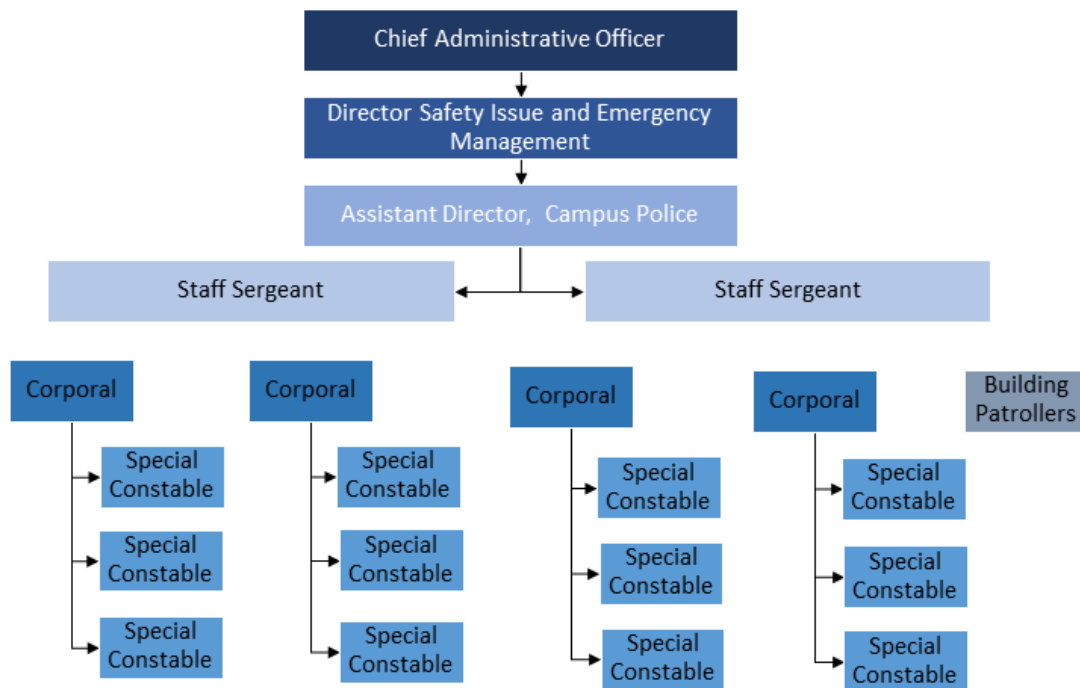 Chief Administrative Officer
Director Safety Issue and Emergency
Management
Assistant Director, Campus Police
Staff Sergeant
Staff Sergeant
Corporal
Special
Constable
Special
Constable
Special
Constable
Corporal
Special
Constable
Special
Constable
Special
Constable
Corporal
Special
Constable
Special
Constable
Special
Constable
Corporal
Special
Constable
Special
Constable
Special
Constable
Building
Patrollers